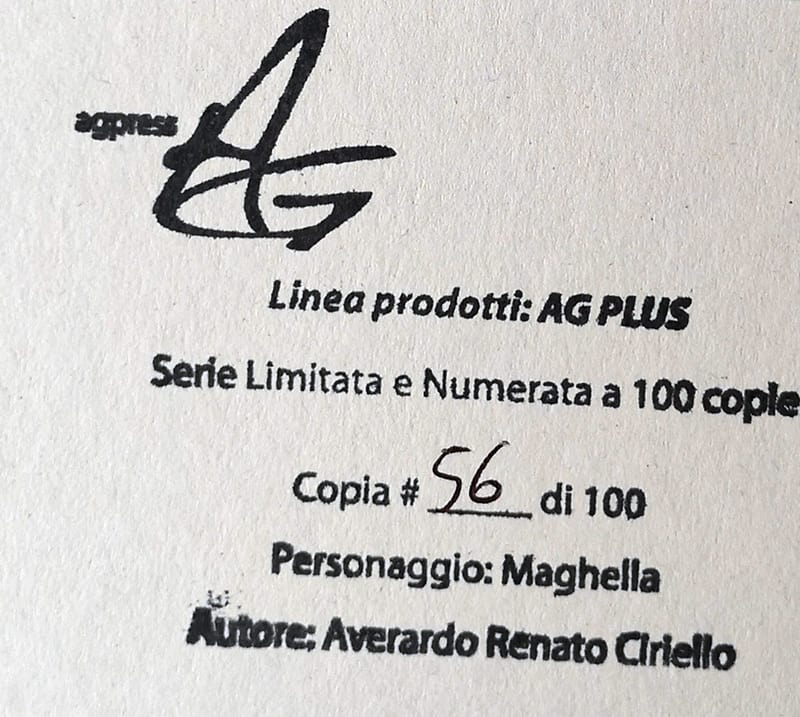 agpress AG
Linea prodotti: AG PLUS
Serie Limitata e Numerata a 100 copie
Copia # 56 di 100
Personaggio: Maghella
Autore: Averardo Renato Ciriello